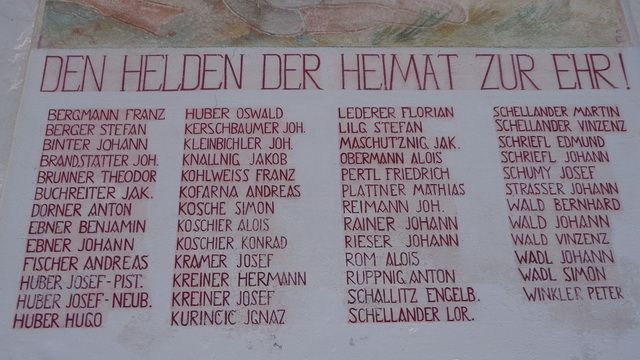 DEN HELDEN DER HEIMAT ZUR EHR!
BERGMANN FRANZ
BERGER STEFAN
BINTER JOHANN
BRANDSTÄTTER JOH.
BRUNNER THEODOR
BUCHREITER JAK.
DORNER ANTON
EBNER BENJAMIN
EBNER JOHANN
FISCHER ANDREAS
HUBER JOSEF-PIST.
HUBER JOSEF-NEUB.
HUBER HUGO
HUBER OSWALD
KERSCHBAUMER JOH.
KLEINBICHLER JOH.
KNALLNIG JAKOB
KOHLWEISS FRANZ
KOFARNA ANDREAS
KOSCHE SIMON
KOSCHIER ALOIS
KOSCHIER KONRAD
KRAMER JOSEF
KREINER HERMANN
KREINER JOSEF
KURINCIC JGNAZ
LEDERER FLORIAN
LILG STEFAN
MASCHUTZNIG JAK.
OBERMANN ALOIS
PERTL FRIEDRICH
PLATTNER MATHIAS
REIMANN JOH.
RAINER JOHANN
RIESER JOHANN
ROM ALOIS
RUPPNIG ANTON
SCHALLITZ ENGELB.
SCHELLANDER LOR.
SCHELLANDER MARTIN
SCHELLANDER VINZENZ
SCHRIEFL EDMUND
SCHRIEFL JOHANN
SCHUMY JOSEF
STRASSER JOHANN
WALD BERNHARD
WALD JOHANN
WALD VINZENZ
WADL JOHANN
WADL SIMON
WINKLER PETER